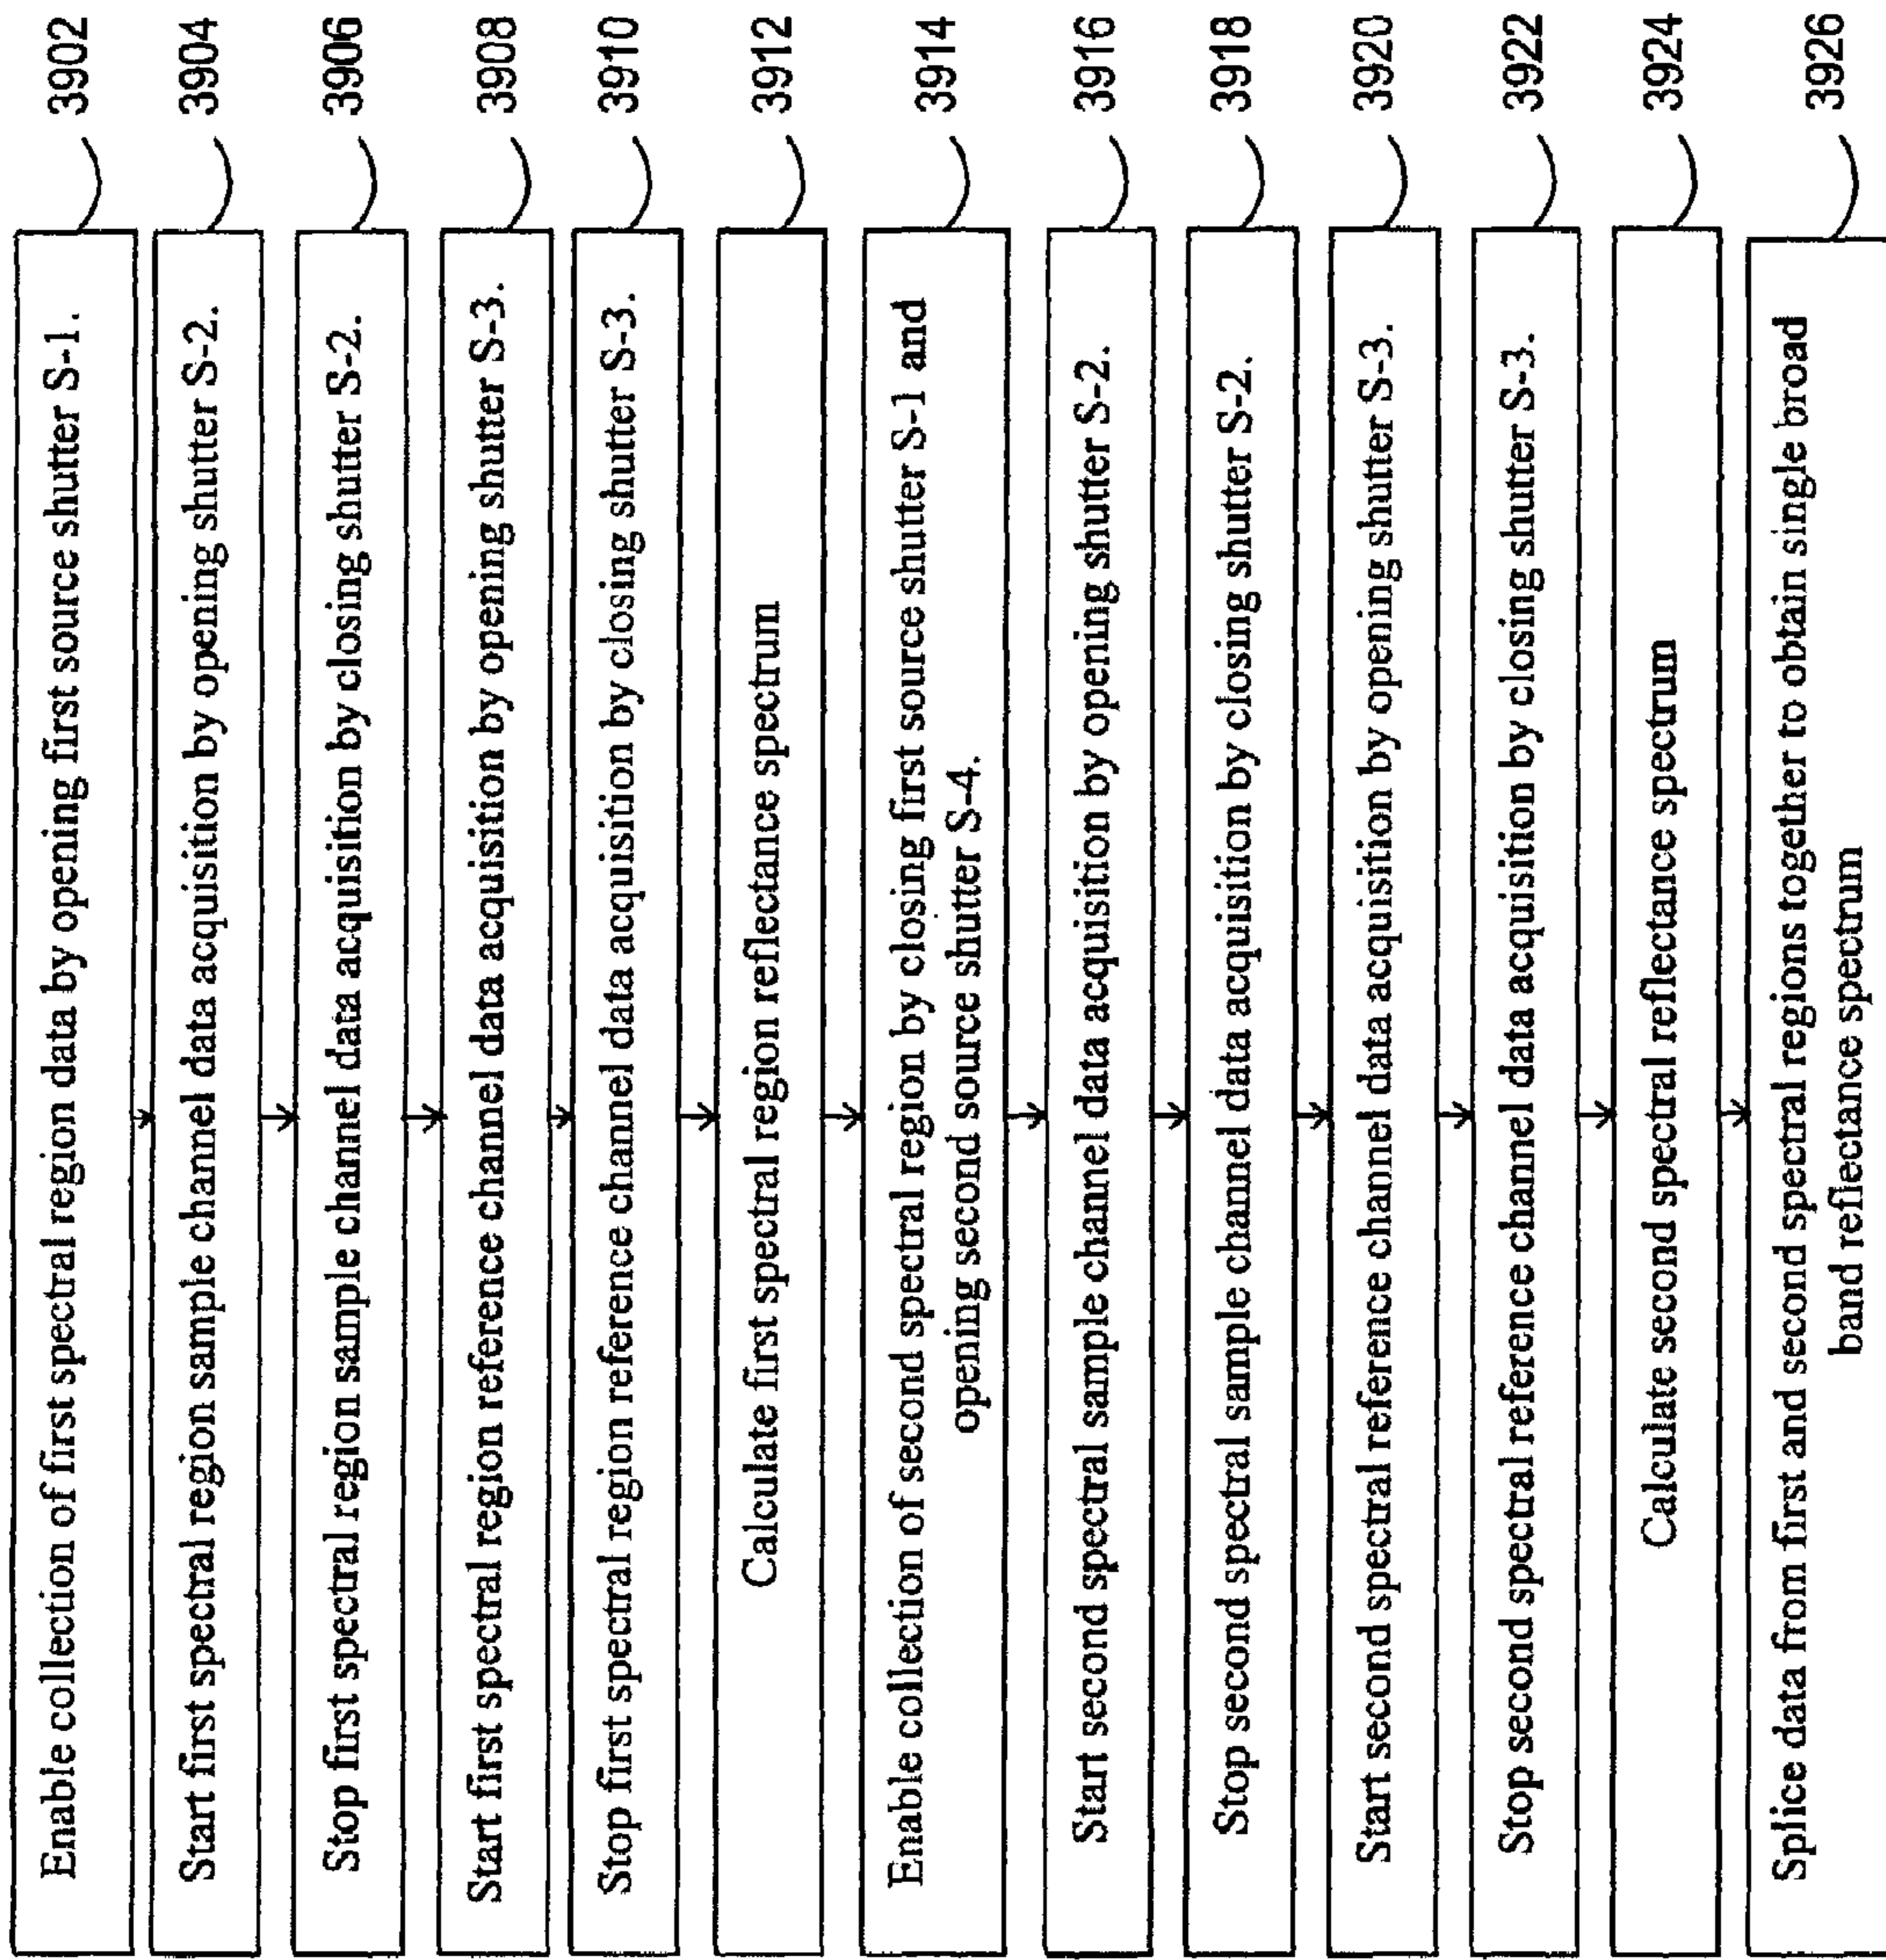 Enable collection of first spectral region data by opening first source shutter S-1.
3902
Start first spectral region sample channel data acquisition by opening shutter S-2.
3904
Stop first spectral region sample channel data acquisition by closing shutter S-2.
3906
Start first spectral region reference channel data acquisition by opening shutter S-3.
3908
Stop first spectral region reference channel data acquisition by closing shutter S-3.
3910
Calculate first spectral region reflectance spectrum
3912
Enable collection of second spectral region by closing first source shutter S-1 and
opening second source shutter S-4.
3914
Start second spectral sample channel data acquisition by opening shutter S-2.
3916
Stop second spectral sample channel data acquisition by closing shutter S-2.
3918
Start second spectral reference channel data acquisition by opening shutter S-3.
3920
Stop second spectral reference channel data acquisition by closing shutter S-3.
3922
Calculate second spectral reflectance spectrum
3924
Splice data from first and second spectral regions together to obtain single broad
band reflectance spectrum
3926